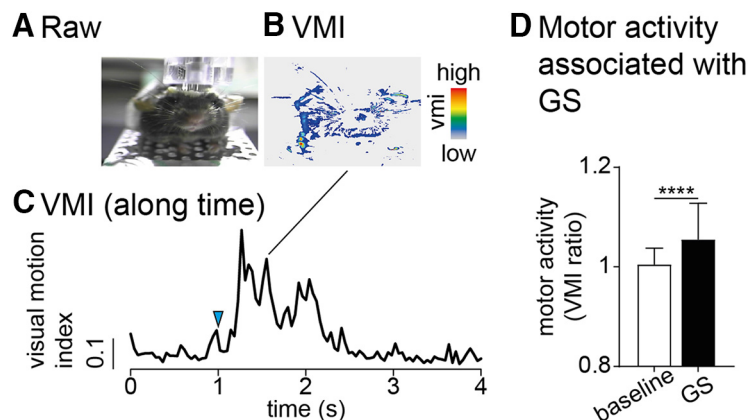 A Raw
B VMI
high
vmi
low
C VMI (along time)
visual motion
index
0.1
0 1 2 3 4
time (s)
D Motor activity
associated with
GS
motor activity
(VMI ratio)
1.2
1
0.8
****
baseline
GS